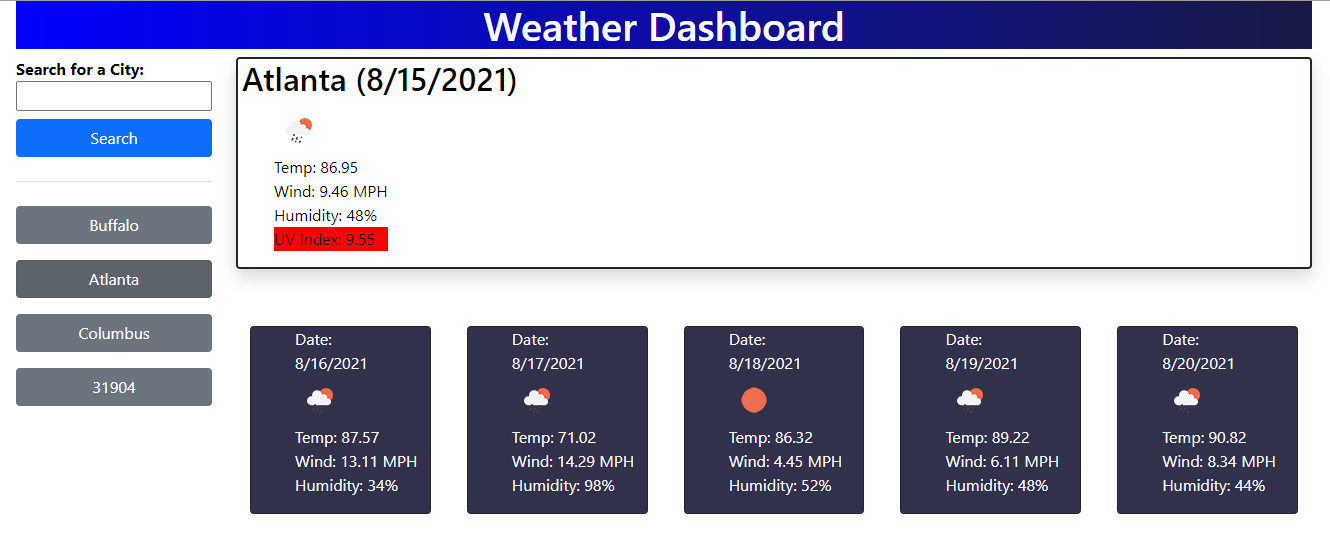 Weather Dashboard
Search for a City:
Search
Buffalo
Atlanta
Columbus
31904
Atlanta (8/15/2021)
Temp: 86.95
Wind: 9.46 MPH
Humidity: 48%
UV Index: 9.55
Date:
8/16/2021
Temp: 87.57
Wind: 13.11 MPH
Humidity: 34%
Date:
8/17/2021
Temp: 71.02
Wind: 14.29 MPH
Humidity: 98%
Date:
8/18/2021
Temp: 86.32
Wind: 4.45 MPH
Humidity: 52%
Date:
8/19/2021
Temp: 89.22
Wind: 6.11 MPH
Humidity: 48%
Date:
8/20/2021
Temp: 90.82
Wind: 8.34 MPH
Humidity: 44%